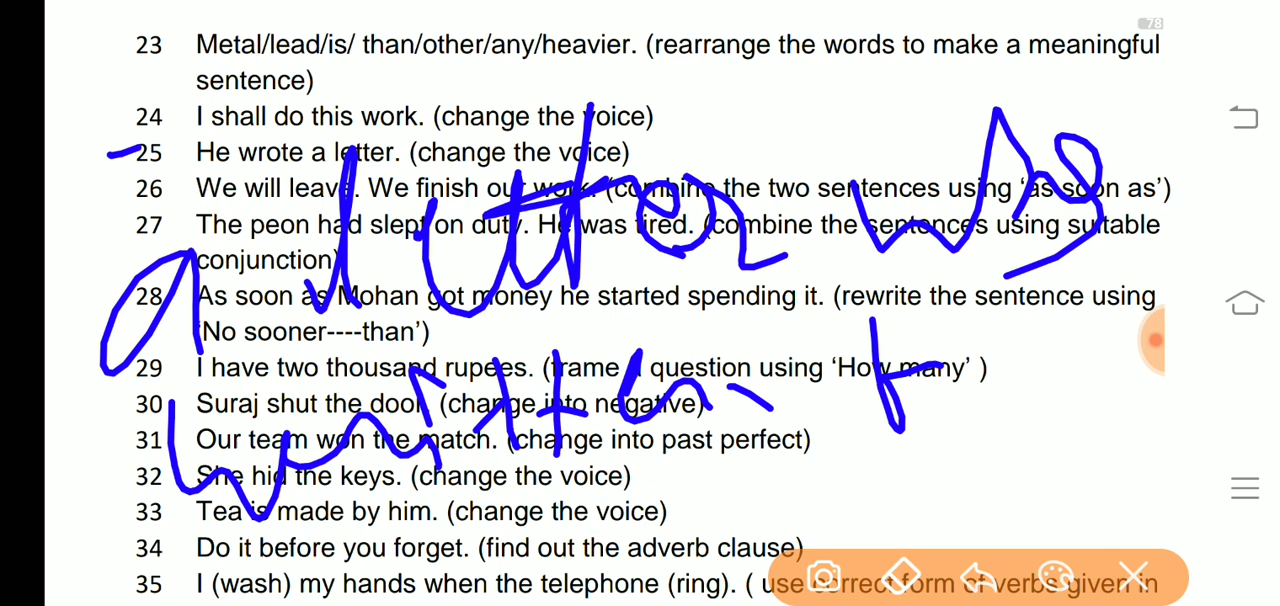 78
23 Metal/lead/is/ than/other/any/heavier. (rearrange the words to make a meaningful
sentence)
24 I shall do this work. (change the voice)
25 He wrote a letter. (change the voice)
26 We will leave. We finish our work. (combine the two sentences using ‘as soon as’)
27 The peon had slept on duty. He was tired. (combine the sentences using suitable
conjunction)
28 As soon as Mohan got money he started spending it. (rewrite the sentence using
‘No sooner----than’)
29 I have two thousand rupees. (frame a question using ‘How many’ )
30 Suraj shut the door. (change into negative)
31 Our team won the match. (change into past perfect)
32 She hid the keys. (change the voice)
33 Tea is made by him. (change the voice)
34 Do it before you forget. (find out the adverb clause)
35 I (wash) my hands when the telephone (ring). ( use correct form of verbs given in
a letter was
written